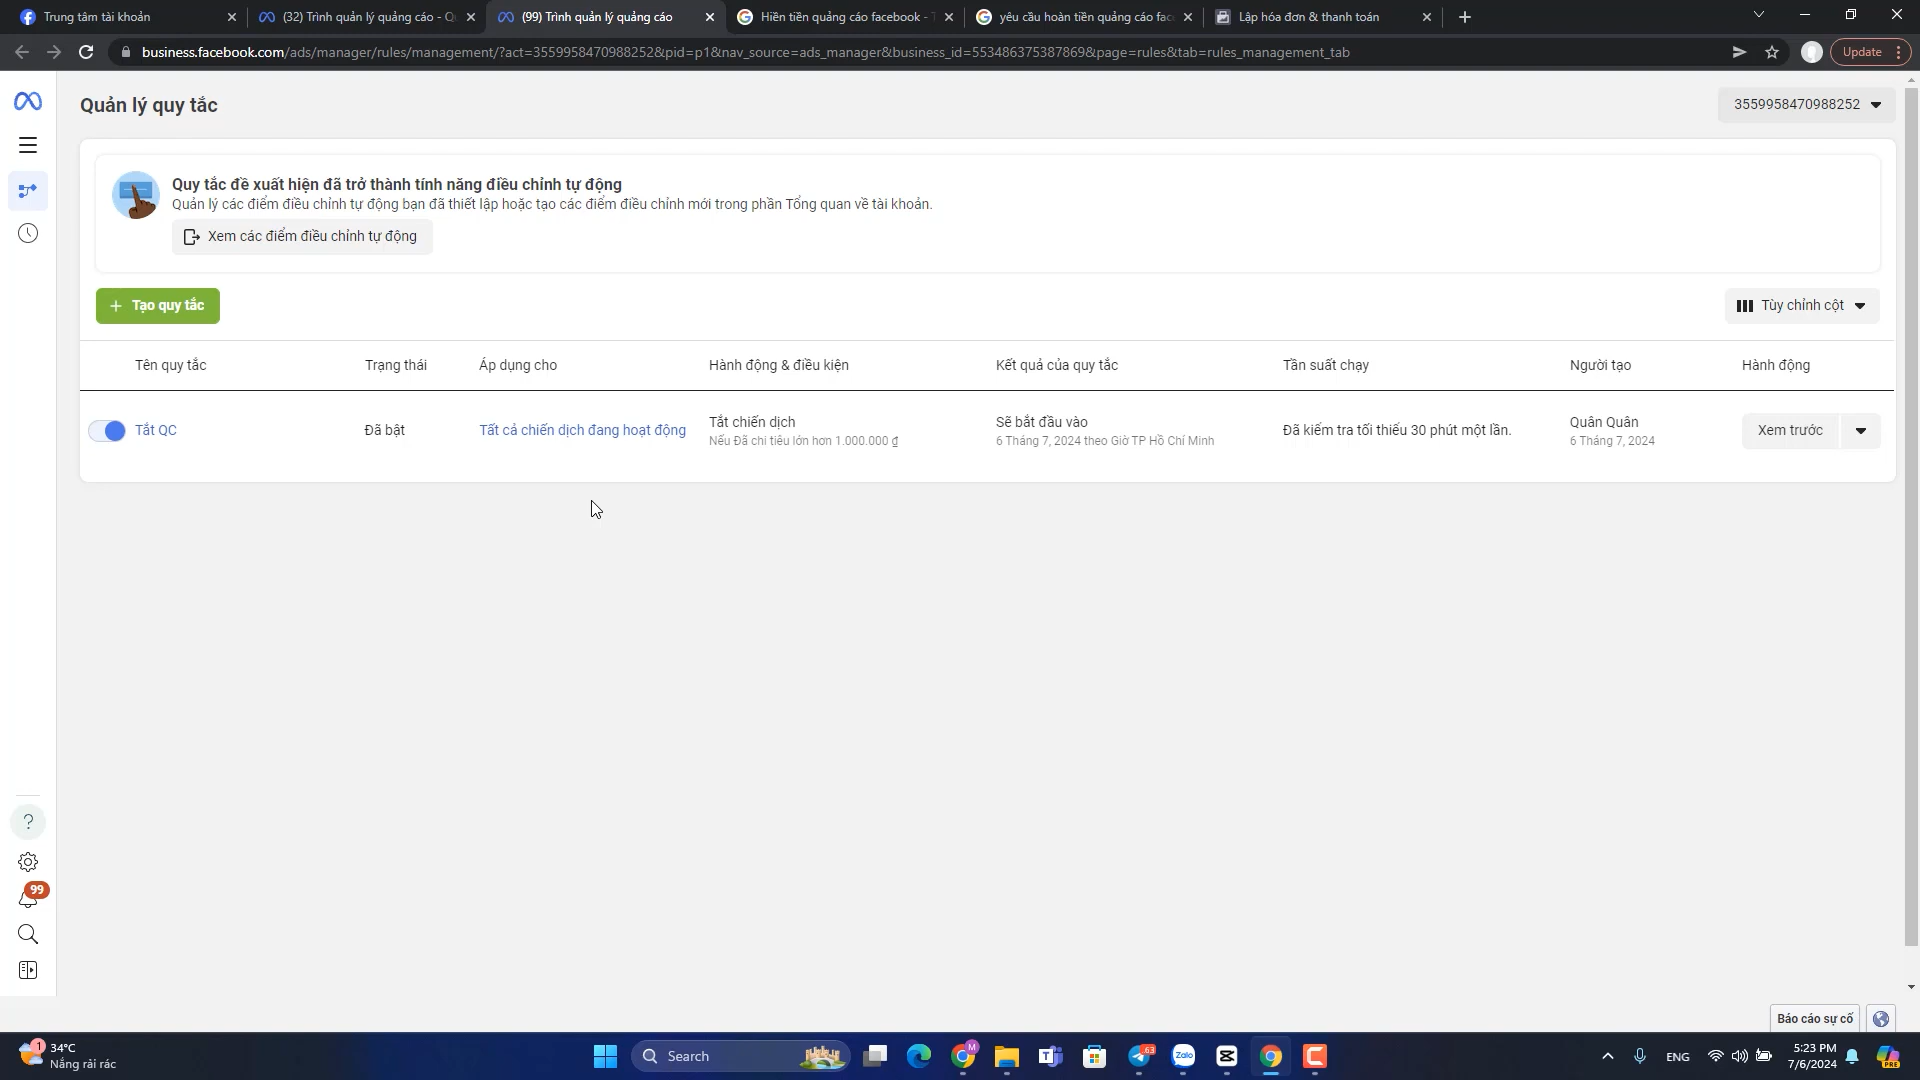 Trung tâm tài khoản
(32) Trình quản lý quảng cáo - Q
(99) Trình quản lý quảng cáo
Hiền tiền quảng cáo facebook - T
yêu cầu hoàn tiền quảng cáo fac
Lập hóa đơn & thanh toán
business.facebook.com/ads/manager/rules/management/?act=3559958470988252&pid=p1&nav_source=ads_manager&business_id=553486375387869&page=rules&tab=rules_management_tab
Update
Quản lý quy tắc
3559958470988252
Quy tắc đề xuất hiện đã trở thành tính năng điều chỉnh tự động
Quản lý các điểm điều chỉnh tự động bạn đã thiết lập hoặc tạo các điểm điều chỉnh mới trong phần Tổng quan về tài khoản.
Xem các điểm điều chỉnh tự động
+ Tạo quy tắc
Tùy chỉnh cột
Tên quy tắc
Trạng thái
Áp dụng cho
Hành động & điều kiện
Kết quả của quy tắc
Tần suất chạy
Người tạo
Hành động
Tắt QC
Đã bật
Tất cả chiến dịch đang hoạt động
Tắt chiến dịch
Nếu Đã chi tiêu lớn hơn 1.000.000 ₫
Sẽ bắt đầu vào
6 Tháng 7, 2024 theo Giờ TP Hồ Chí Minh
Đã kiểm tra tối thiểu 30 phút một lần.
Quân Quân
6 Tháng 7, 2024
Xem trước
?
99
Báo cáo sự cố
1
34°C
Nắng rải rác
Search
M
63
Zalo
ENG
5:23 PM
7/6/2024
PRE